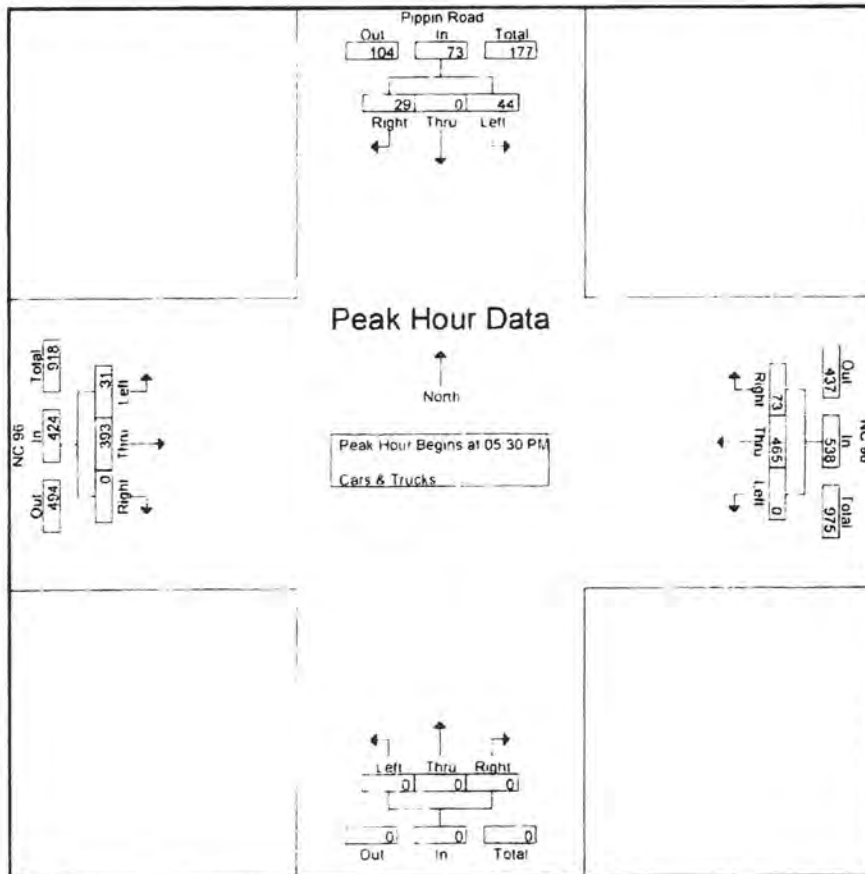 Pippin Road
Out In Total
104 73 177
29 0 44
Right Thru Left
Peak Hour Data
North
Peak Hour Begins at 05 30 PM
Cars & Trucks
NC 96
Total In Out
918 424 494
31 393 0
Left Thru Right
Right Thru Left
73 465 0
437 538 975
Out In Total
NC
Left Thru Right
0 0 0
0 0 0
Out In Total